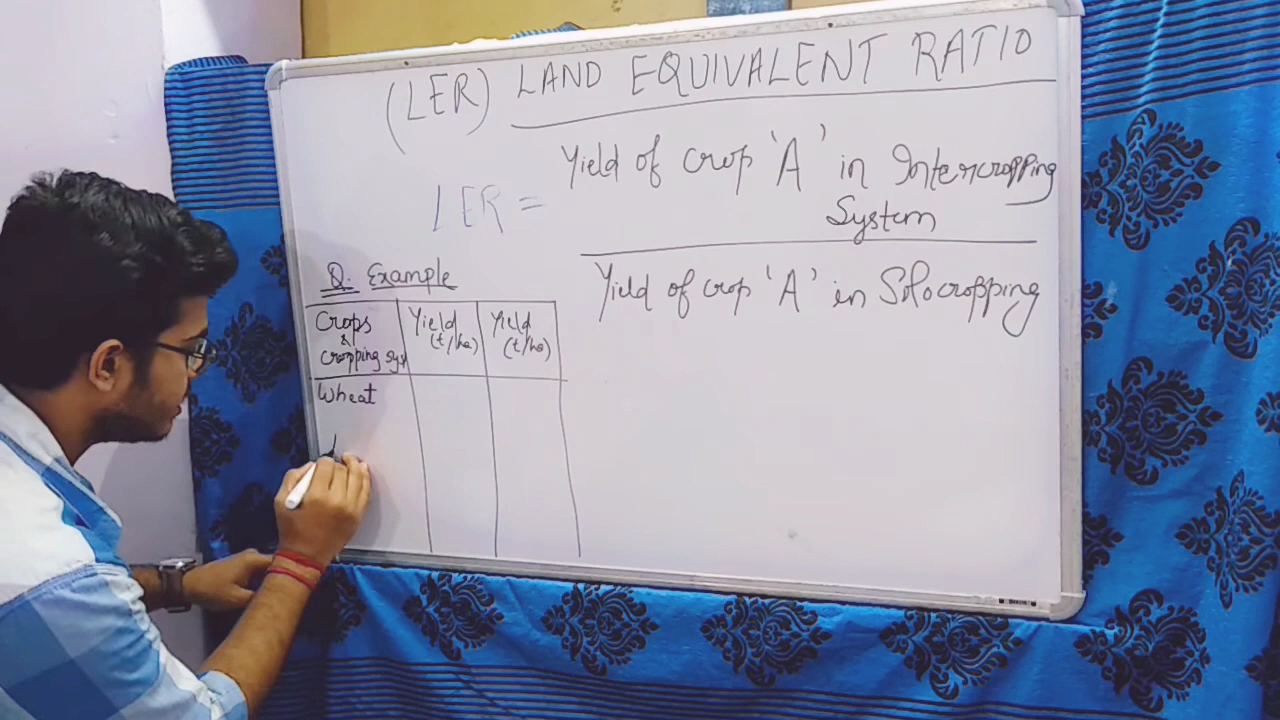 (LER) LAND EQUIVALENT RATIO
Yield of crop 'A' in Intercropping
System
LER =
Yield of crop 'A' in Solocropping
Q. Example
Crops
&
cropping sys
Yield
(t/ha)
Yield
(t/ha)
Wheat